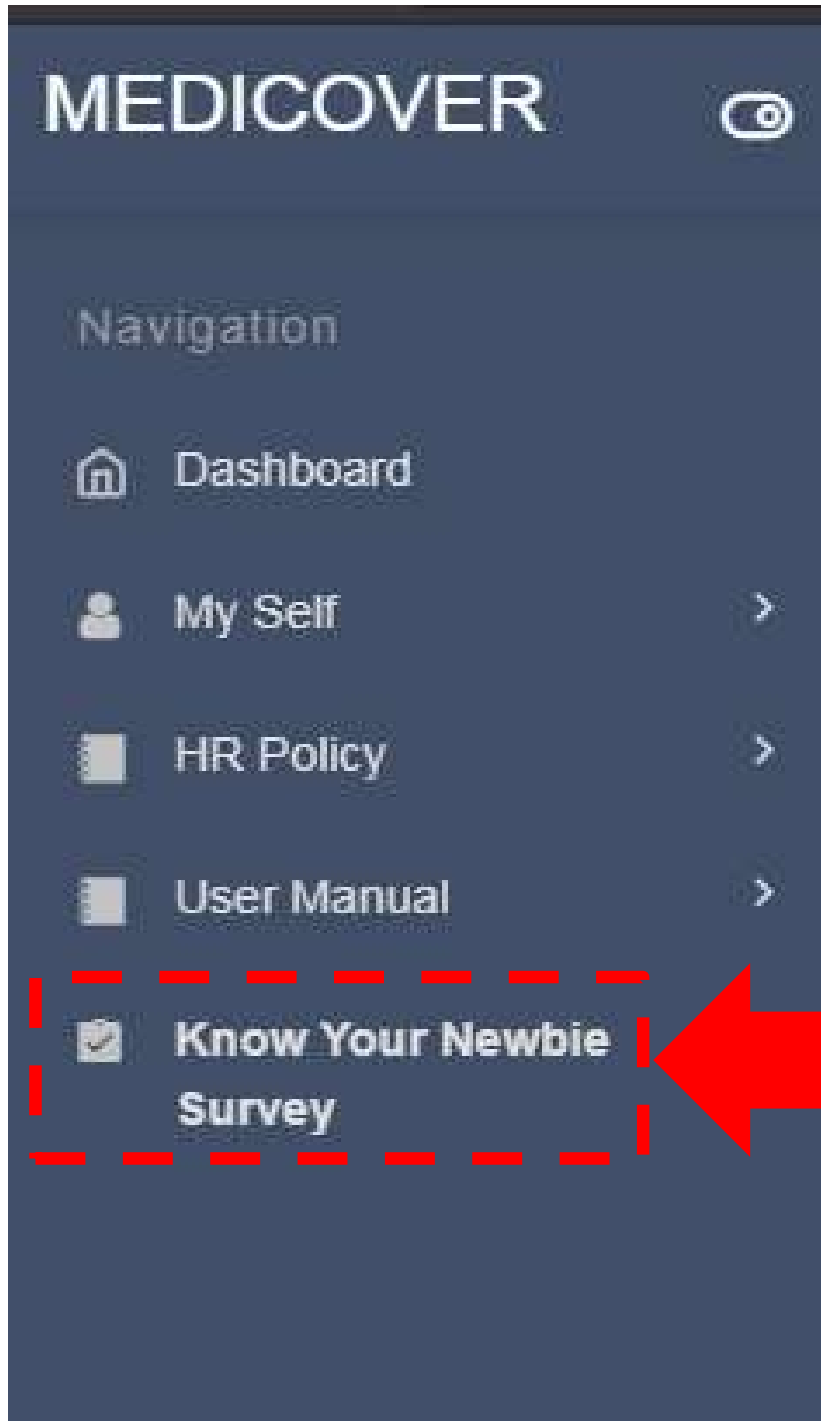 MEDICOVER
Navigation
Dashboard
My Self
HR Policy
User Manual
Know Your Newbie
Survey